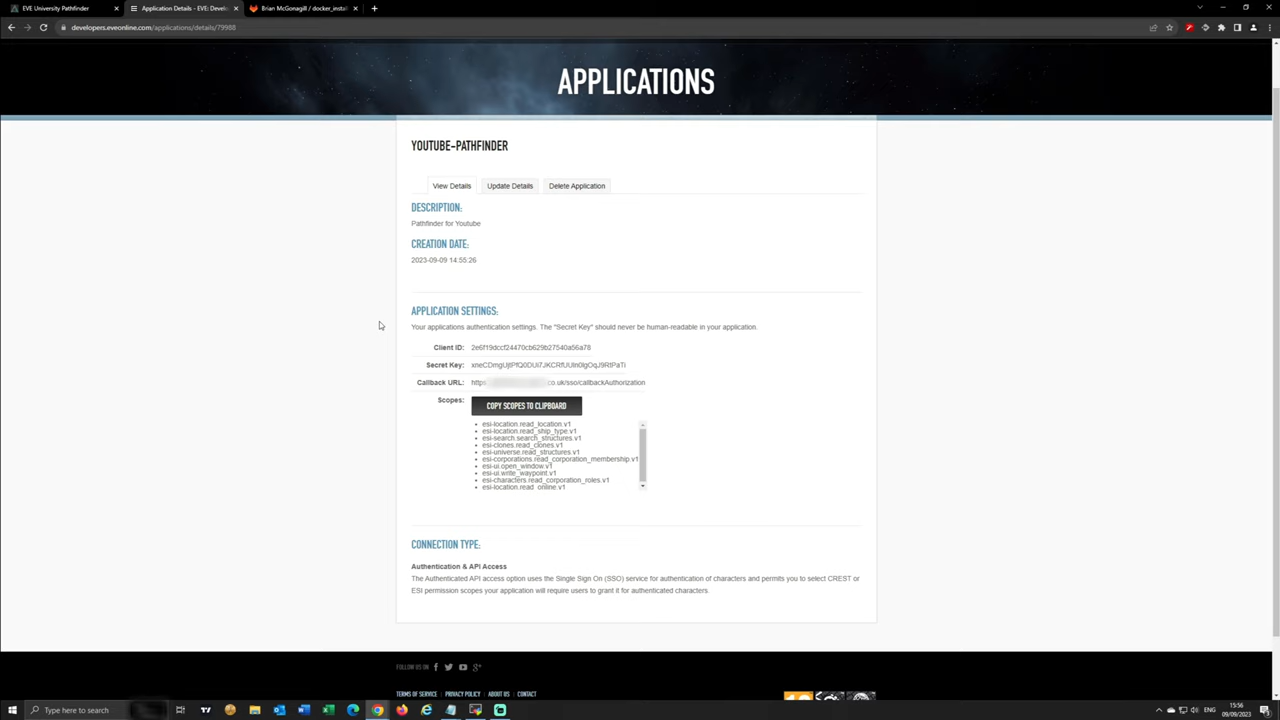 EVE University Pathfinder
Application Details - EVE: Devel
Brian McGonagill / docker_instal
developers.eveonline.com/applications/details/79988
APPLICATIONS
YOUTUBE-PATHFINDER
View Details
Update Details
Delete Application
DESCRIPTION:
Pathfinder for Youtube
CREATION DATE:
2023-09-09 14:55:26
APPLICATION SETTINGS:
Your applications authentication settings. The "Secret Key" should never be human-readable in your application.
Client ID: 2e6f19dccf24470cb629b27540a56a78
Secret Key:
Callback URL: https co.uk/sso/callbackAuthorization
Scopes: COPY SCOPES TO CLIPBOARD
esi-location.read_location.v1
esi-location.read_ship_type.v1
esi-search.search_structures.v1
esi-clones.read_clones.v1
esi-universe.read_structures.v1
esi-corporations.read_corporation_membership.v1
esi-ui.open_window.v1
esi-ui.write_waypoint.v1
esi-characters.read_corporation_roles.v1
esi-location.read_online.v1
CONNECTION TYPE:
Authentication & API Access
The Authenticated API access option uses the Single Sign On (SSO) service for authentication of characters and permits you to select CREST or
ESI permission scopes your application will require users to grant it for authenticated characters.
FOLLOW US ON
TERMS OF SERVICE | PRIVACY POLICY | ABOUT US | CONTACT
Type here to search
ENG
15:56
09/09/2023